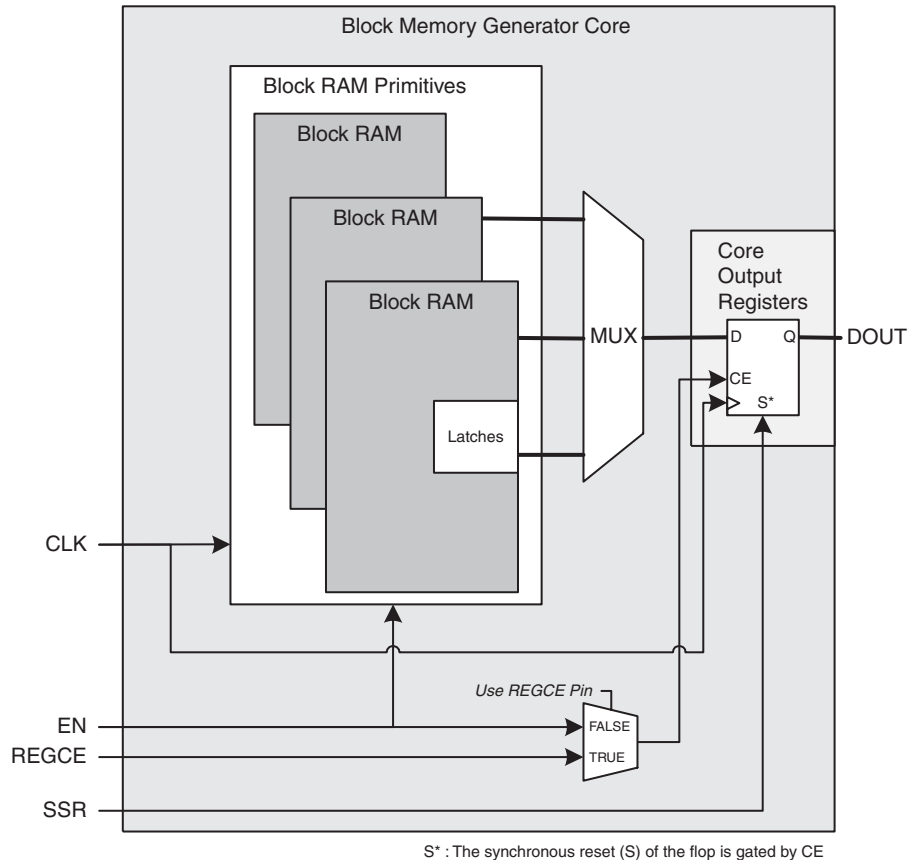 Block Memory Generator Core
Block RAM Primitives
Block RAM
Block RAM
Block RAM
Latches
MUX
Core
Output
Registers
D
Q
CE
S*
DOUT
CLK
Use REGCE Pin
EN
FALSE
REGCE
TRUE
SSR
S* : The synchronous reset (S) of the flop is gated by CE